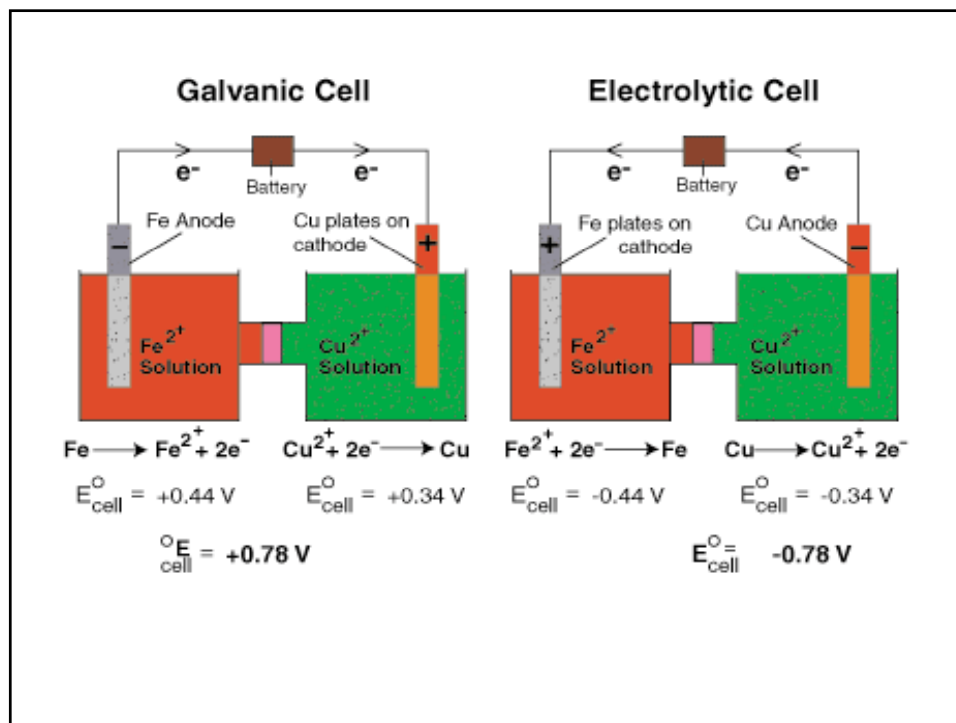 Galvanic Cell
e- e-
Battery
Fe Anode
Cu plates on
cathode
− +
Fe²⁺
Solution
Cu²⁺
Solution
Fe ⟶ Fe²⁺ + 2e⁻
Cu²⁺ + 2e⁻ ⟶ Cu
E°cell = +0.44 V
E°cell = +0.34 V
°E cell = +0.78 V
Electrolytic Cell
e- e-
Battery
Fe plates on
cathode
Cu Anode
+ −
Fe²⁺
Solution
Cu²⁺
Solution
Fe²⁺ + 2e⁻ ⟶ Fe
Cu ⟶ Cu²⁺ + 2e⁻
E°cell = -0.44 V
E°cell = -0.34 V
E°cell = -0.78 V